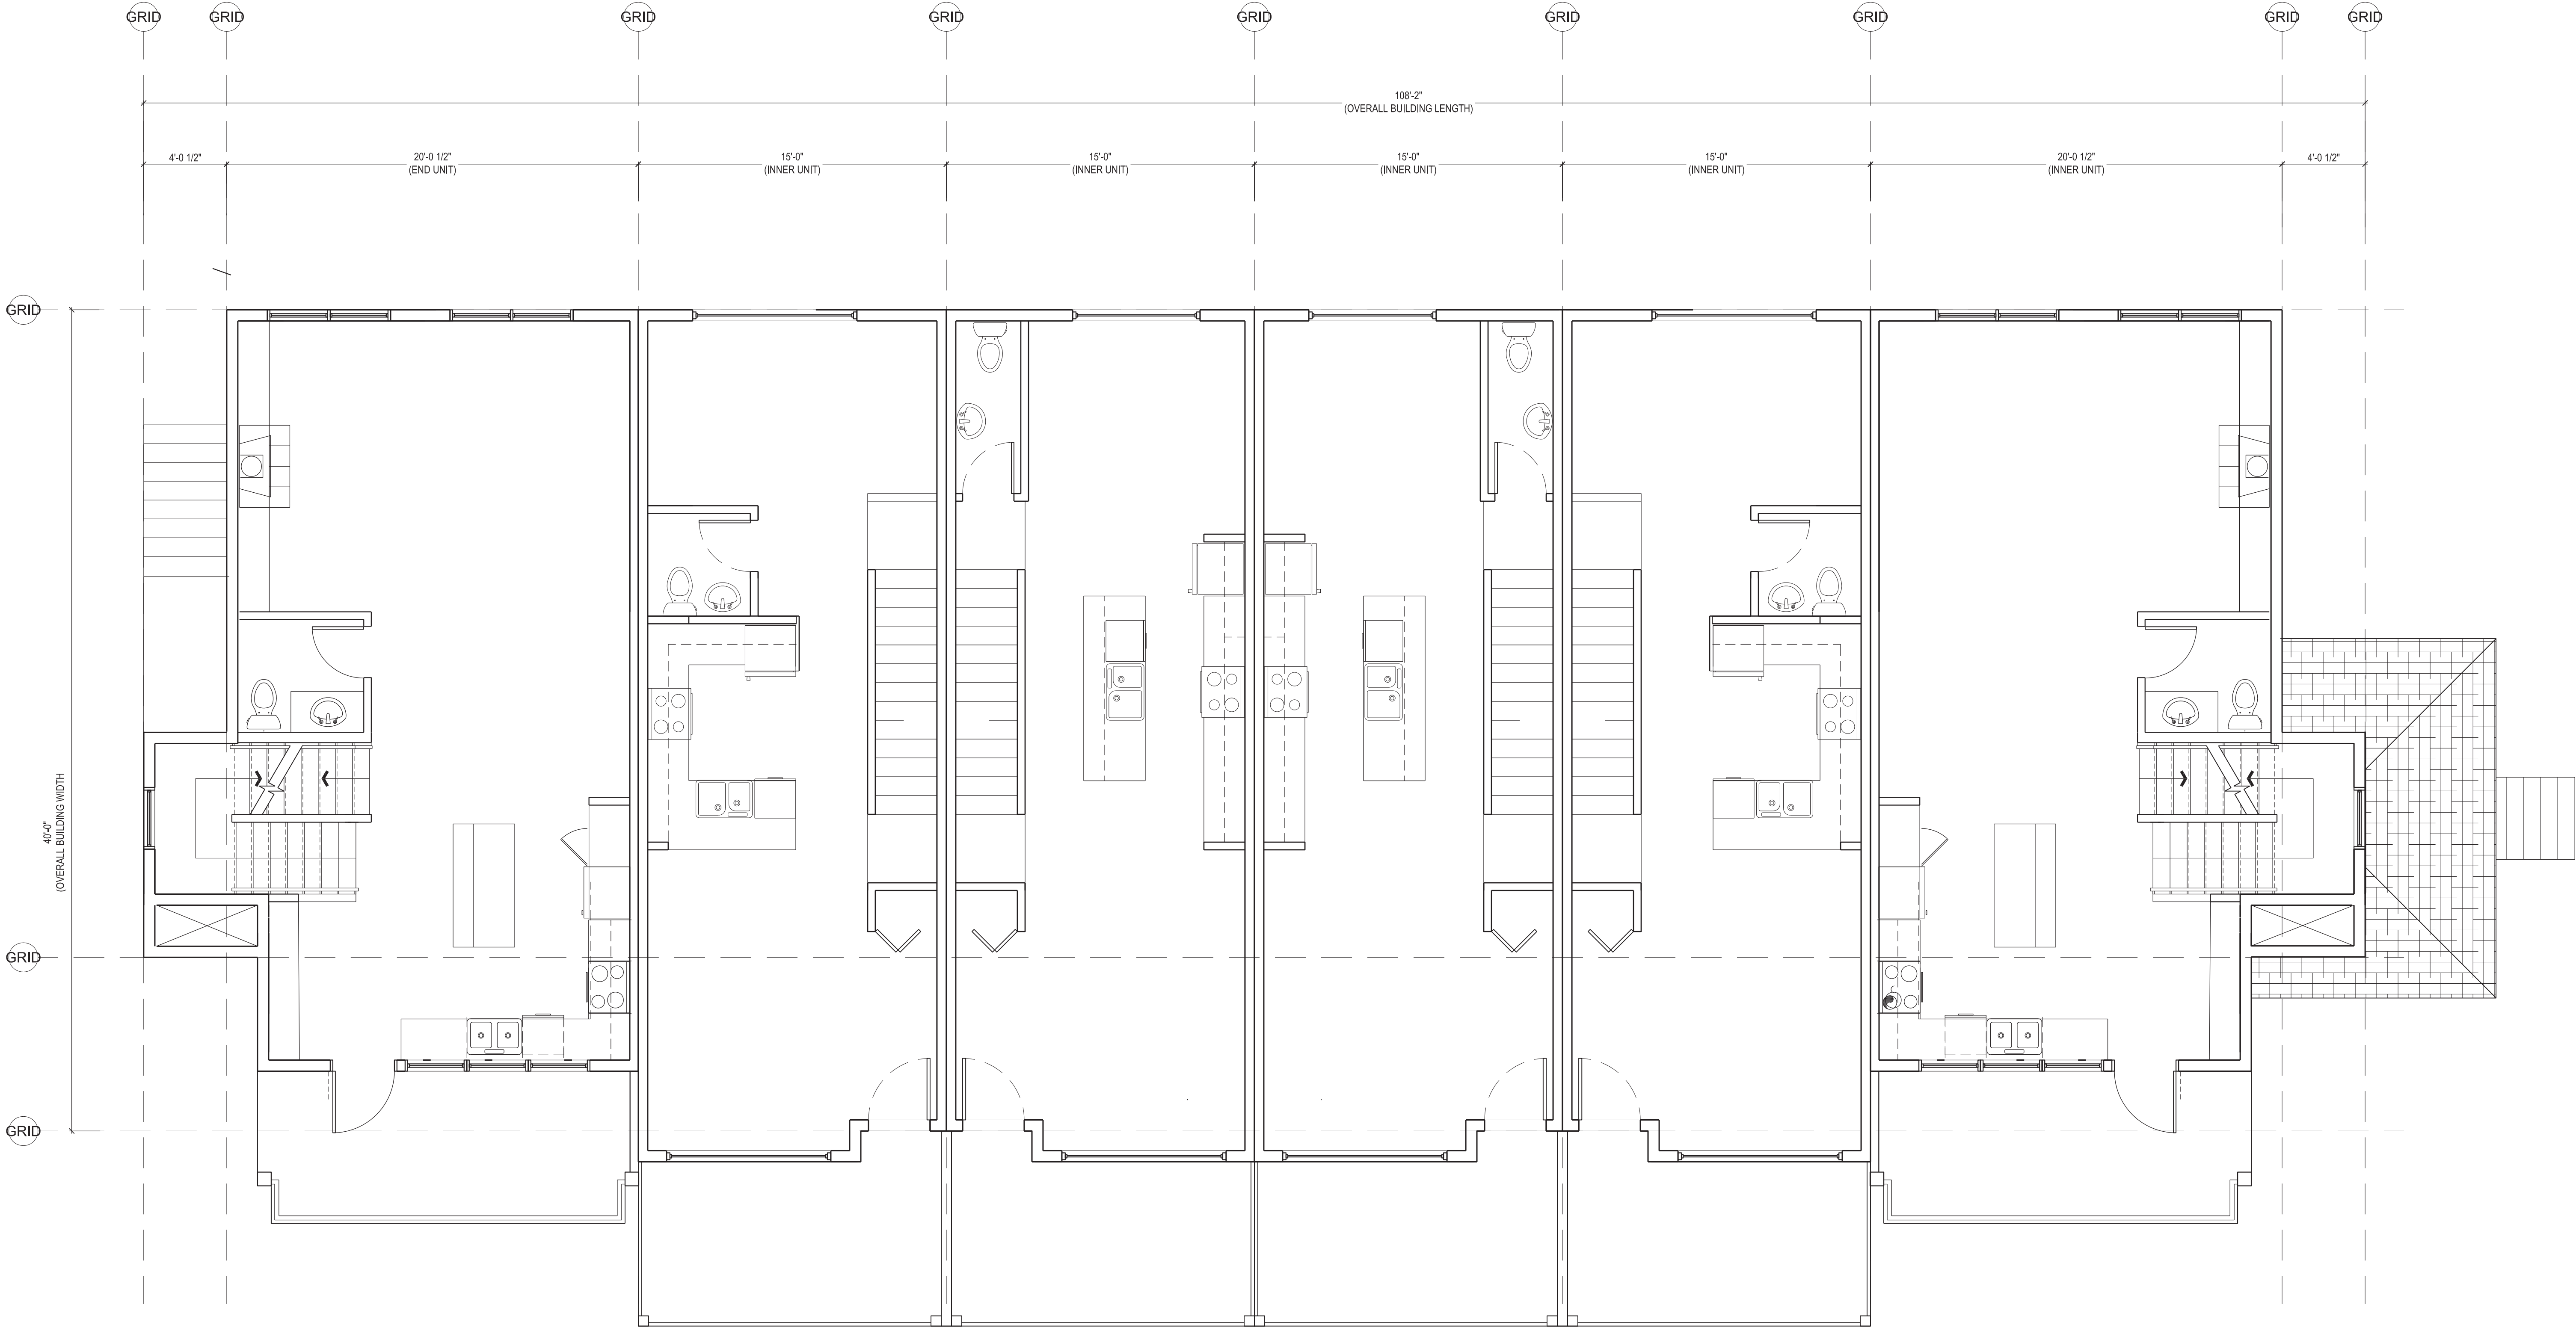 GRID GRID GRID GRID GRID GRID GRID GRID GRID
108'-2"
(OVERALL BUILDING LENGTH)
4'-0 1/2" 20'-0 1/2" 15'-0" 15'-0" 15'-0" 15'-0" 20'-0 1/2" 4'-0 1/2"
(END UNIT) (INNER UNIT) (INNER UNIT) (INNER UNIT) (INNER UNIT) (INNER UNIT)
GRID
40'-0"
(OVERALL BUILDING WIDTH
GRID
GRID